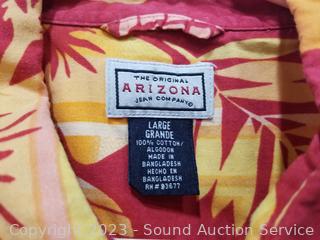 THE ORIGINAL
ARIZONA
JEAN COMPANY
LARGE
GRANDE
100% COTTON/
ALGODON
MADE IN
BANGLADESH
HECHO EN
BANGLADESH
RN# 93677
Copyright 2023 - Sound Auction Service